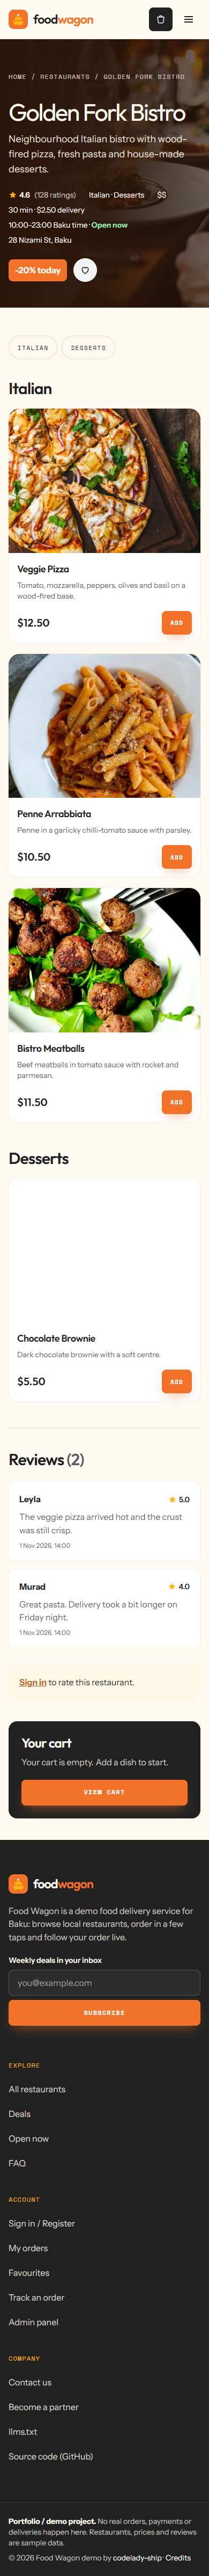 foodwagon
HOME / RESTAURANTS / GOLDEN FORK BISTRO
Golden Fork Bistro
Neighbourhood Italian bistro with wood-
fired pizza, fresh pasta and house-made
desserts.
★ 4.6 (128 ratings) Italian · Desserts $$
30 min · $2.50 delivery
10:00–23:00 Baku time · Open now
28 Nizami St, Baku
-20% today
ITALIAN DESSERTS
Italian
Veggie Pizza
Tomato, mozzarella, peppers, olives and basil on a
wood-fired base.
$12.50 ADD
Penne Arrabbiata
Penne in a garlicky chilli-tomato sauce with parsley.
$10.50 ADD
Bistro Meatballs
Beef meatballs in tomato sauce with rocket and
parmesan.
$11.50 ADD
Desserts
Chocolate Brownie
Dark chocolate brownie with a soft centre.
$5.50 ADD
Reviews (2)
Leyla ★ 5.0
The veggie pizza arrived hot and the crust
was still crisp.
1 Nov 2026, 14:00
Murad ★ 4.0
Great pasta. Delivery took a bit longer on
Friday night.
1 Nov 2026, 14:00
Sign in to rate this restaurant.
Your cart
Your cart is empty. Add a dish to start.
VIEW CART
foodwagon
Food Wagon is a demo food delivery service for
Baku: browse local restaurants, order in a few
taps and follow your order live.
Weekly deals in your inbox
you@example.com
SUBSCRIBE
EXPLORE
All restaurants
Deals
Open now
FAQ
ACCOUNT
Sign in / Register
My orders
Favourites
Track an order
Admin panel
COMPANY
Contact us
Become a partner
llms.txt
Source code (GitHub)
Portfolio / demo project. No real orders, payments or
deliveries happen here. Restaurants, prices and reviews
are sample data.
© 2026 Food Wagon demo by codelady-ship · Credits